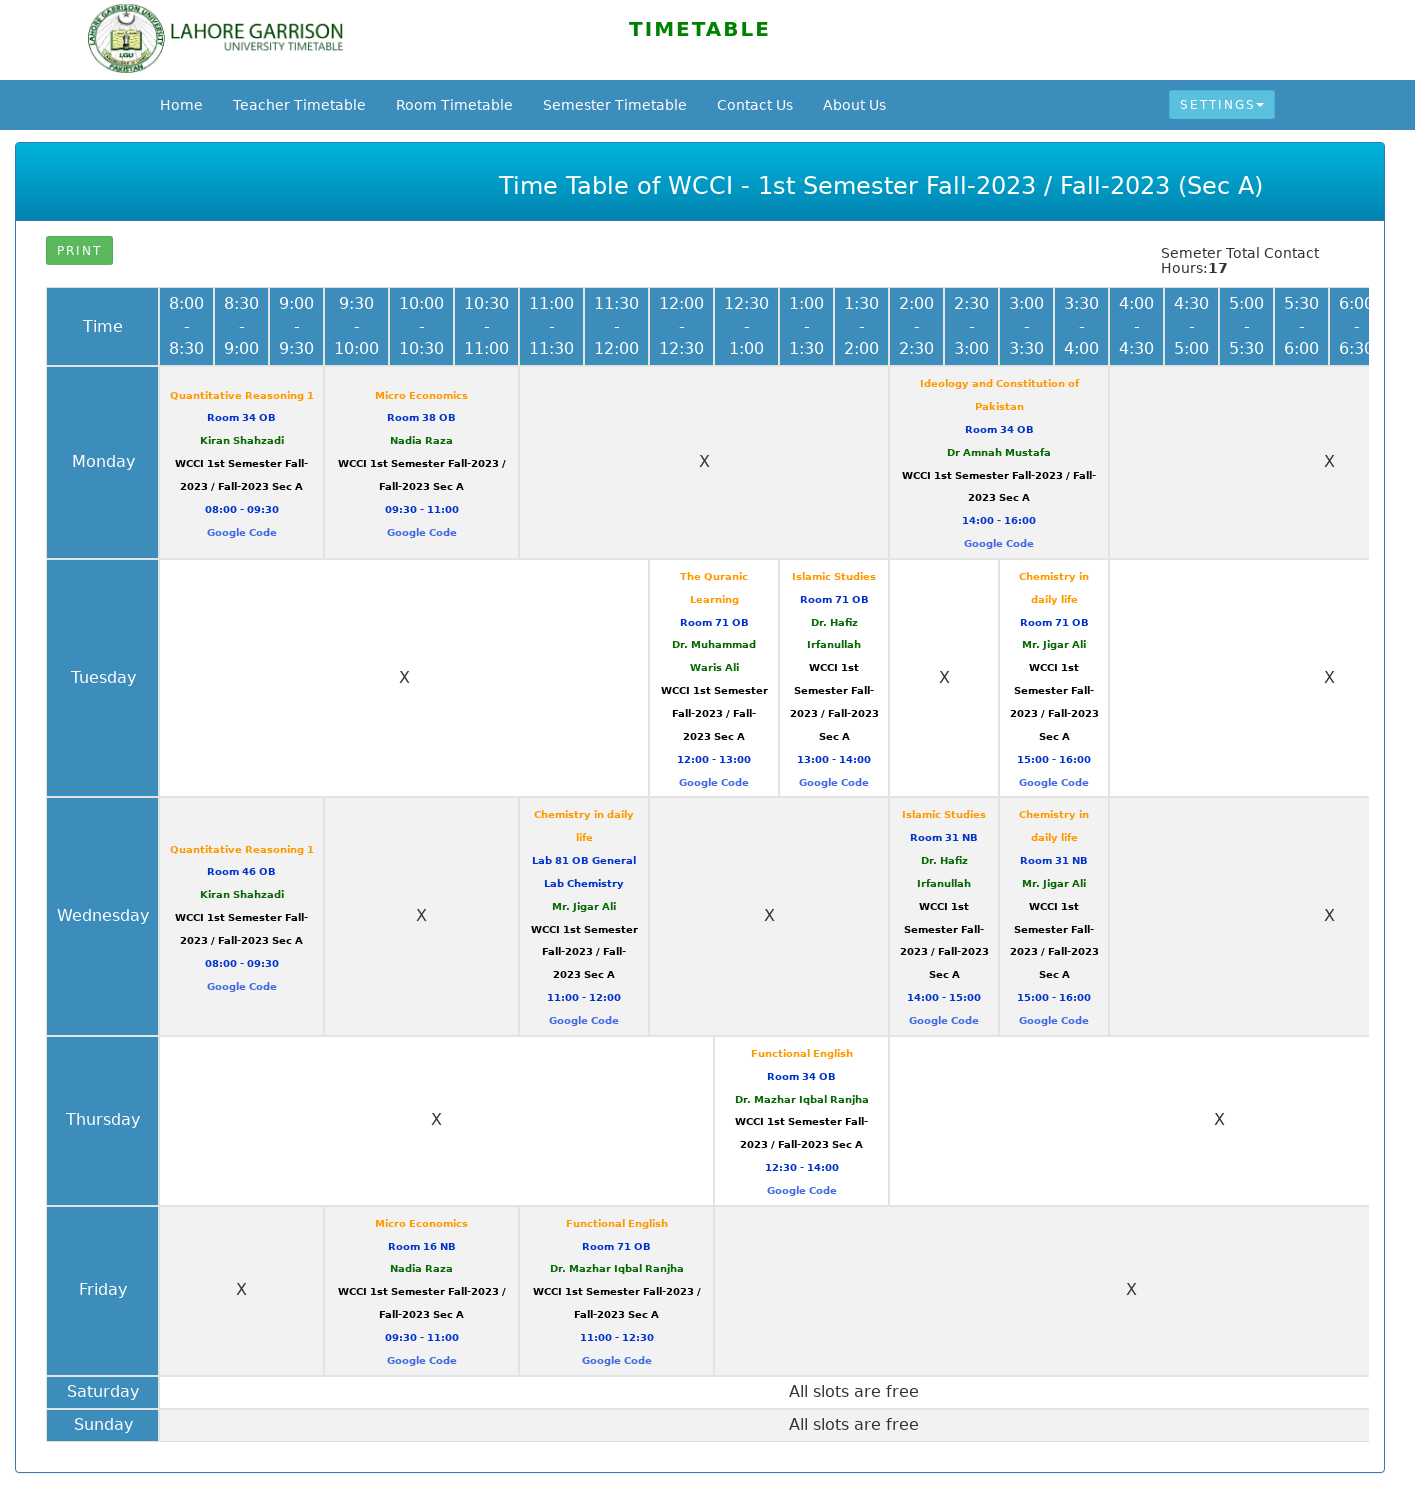 LAHORE GARRISON
UNIVERSITY TIMETABLE
LAHORE GARRISON UNIVERSITY
LGU
PAKISTAN
TIMETABLE
Home Teacher Timetable Room Timetable Semester Timetable Contact Us About Us SETTINGS
Time Table of WCCI - 1st Semester Fall-2023 / Fall-2023 (Sec A)
PRINT
Semeter Total Contact
Hours:17
Time
8:00
-
8:30
8:30
-
9:00
9:00
-
9:30
9:30
-
10:00
10:00
-
10:30
10:30
-
11:00
11:00
-
11:30
11:30
-
12:00
12:00
-
12:30
12:30
-
1:00
1:00
-
1:30
1:30
-
2:00
2:00
-
2:30
2:30
-
3:00
3:00
-
3:30
3:30
-
4:00
4:00
-
4:30
4:30
-
5:00
5:00
-
5:30
5:30
-
6:00
6:00
-
6:30
Monday
Quantitative Reasoning 1
Room 34 OB
Kiran Shahzadi
WCCI 1st Semester Fall-
2023 / Fall-2023 Sec A
08:00 - 09:30
Google Code
Micro Economics
Room 38 OB
Nadia Raza
WCCI 1st Semester Fall-2023 /
Fall-2023 Sec A
09:30 - 11:00
Google Code
X
Ideology and Constitution of
Pakistan
Room 34 OB
Dr Amnah Mustafa
WCCI 1st Semester Fall-2023 / Fall-
2023 Sec A
14:00 - 16:00
Google Code
X
Tuesday
X
The Quranic
Learning
Room 71 OB
Dr. Muhammad
Waris Ali
WCCI 1st Semester
Fall-2023 / Fall-
2023 Sec A
12:00 - 13:00
Google Code
Islamic Studies
Room 71 OB
Dr. Hafiz
Irfanullah
WCCI 1st
Semester Fall-
2023 / Fall-2023
Sec A
13:00 - 14:00
Google Code
X
Chemistry in
daily life
Room 71 OB
Mr. Jigar Ali
WCCI 1st
Semester Fall-
2023 / Fall-2023
Sec A
15:00 - 16:00
Google Code
X
Wednesday
Quantitative Reasoning 1
Room 46 OB
Kiran Shahzadi
WCCI 1st Semester Fall-
2023 / Fall-2023 Sec A
08:00 - 09:30
Google Code
X
Chemistry in daily
life
Lab 81 OB General
Lab Chemistry
Mr. Jigar Ali
WCCI 1st Semester
Fall-2023 / Fall-
2023 Sec A
11:00 - 12:00
Google Code
X
Islamic Studies
Room 31 NB
Dr. Hafiz
Irfanullah
WCCI 1st
Semester Fall-
2023 / Fall-2023
Sec A
14:00 - 15:00
Google Code
Chemistry in
daily life
Room 31 NB
Mr. Jigar Ali
WCCI 1st
Semester Fall-
2023 / Fall-2023
Sec A
15:00 - 16:00
Google Code
X
Thursday
X
Functional English
Room 34 OB
Dr. Mazhar Iqbal Ranjha
WCCI 1st Semester Fall-
2023 / Fall-2023 Sec A
12:30 - 14:00
Google Code
X
Friday
X
Micro Economics
Room 16 NB
Nadia Raza
WCCI 1st Semester Fall-2023 /
Fall-2023 Sec A
09:30 - 11:00
Google Code
Functional English
Room 71 OB
Dr. Mazhar Iqbal Ranjha
WCCI 1st Semester Fall-2023 /
Fall-2023 Sec A
11:00 - 12:30
Google Code
X
Saturday
All slots are free
Sunday
All slots are free